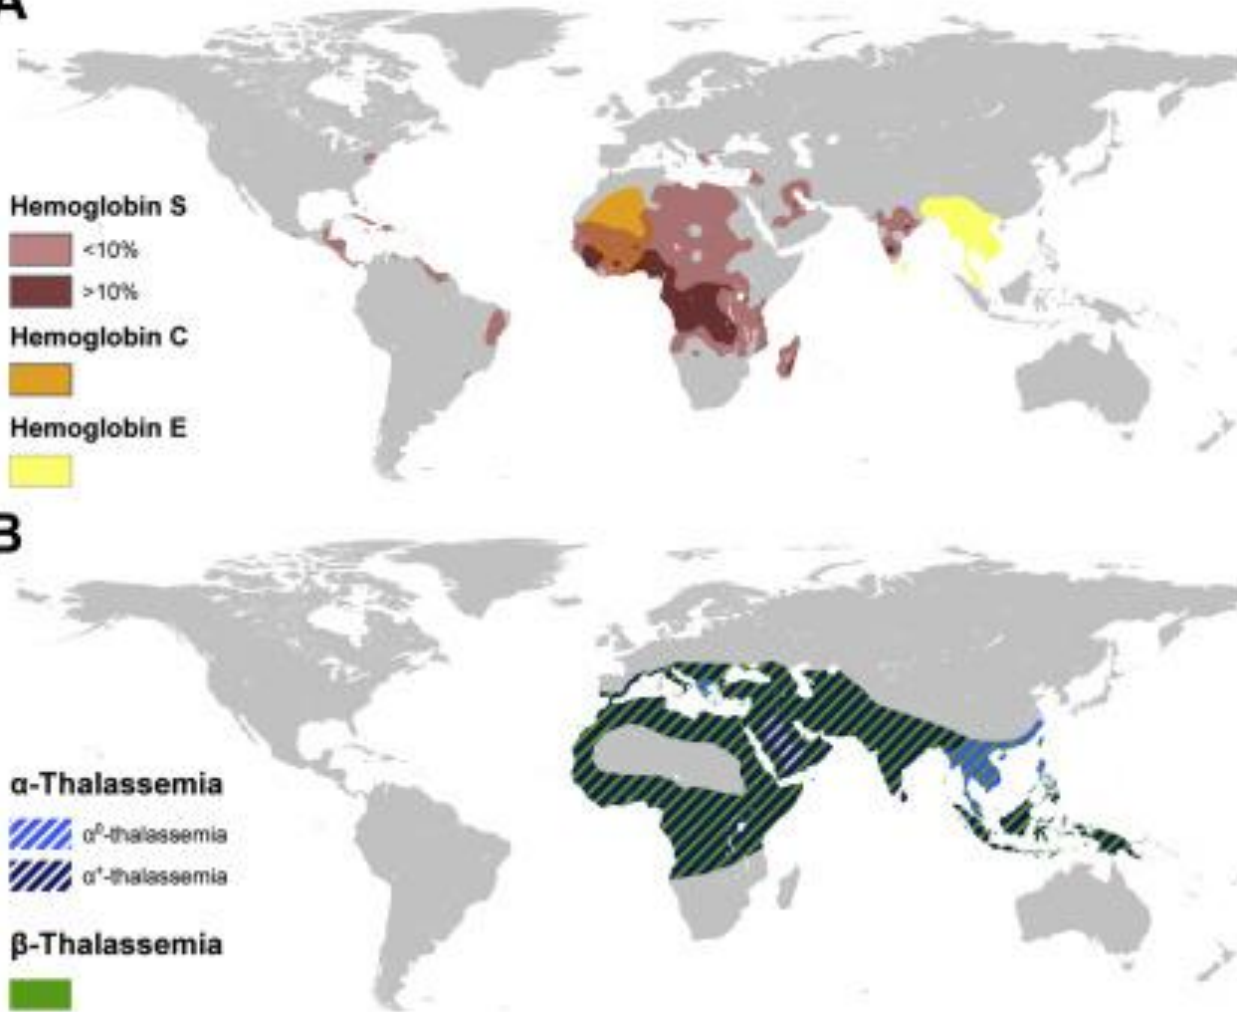 A
Hemoglobin S
<10%
>10%
Hemoglobin C
Hemoglobin E
B
α-Thalassemia
α⁰-thalassemia
α⁺-thalassemia
β-Thalassemia